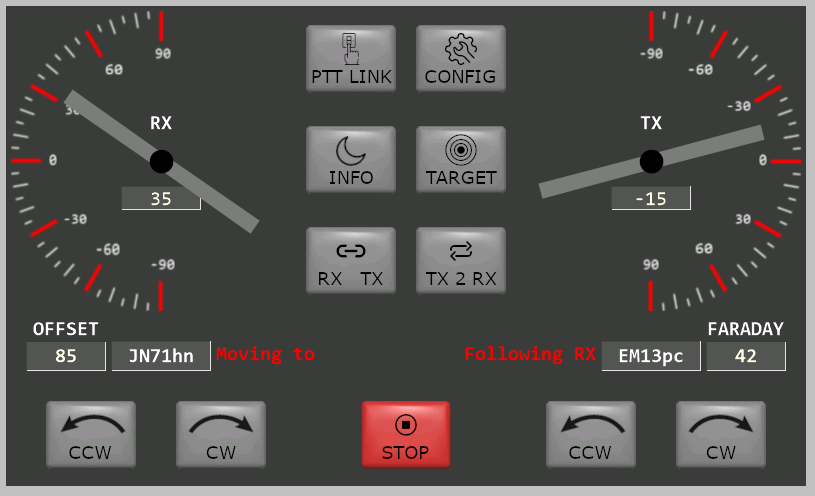 90
60
30
0
-30
-60
-90
RX
35
PTT LINK
CONFIG
INFO
TARGET
RX TX
TX 2 RX
-90
-60
-30
0
30
60
90
TX
-15
OFFSET
FARADAY
85 JN71hn Moving to
Following RX EM13pc 42
CCW
CW
STOP
CCW
CW